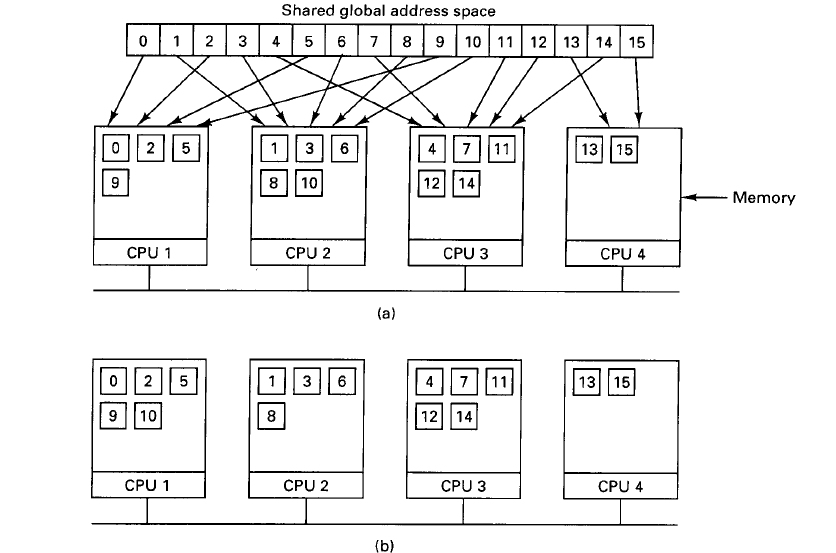 Shared global address space
0 1 2 3 4 5 6 7 8 9 10 11 12 13 14 15
0 2 5 1 3 6 4 7 11 13 15
9 8 10 12 14
Memory
CPU 1 CPU 2 CPU 3 CPU 4
(a)
0 2 5 1 3 6 4 7 11 13 15
9 10 8 12 14
CPU 1 CPU 2 CPU 3 CPU 4
(b)